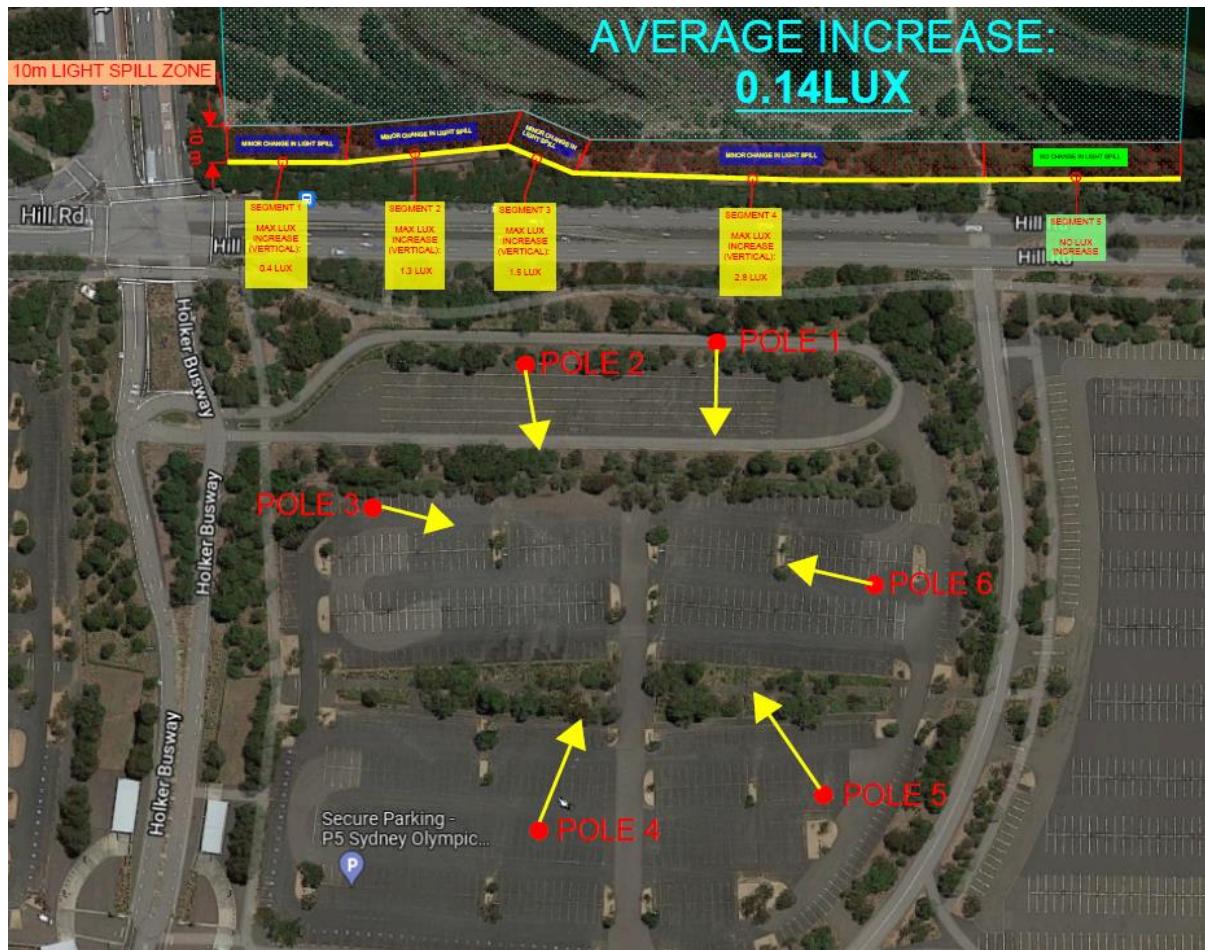 AVERAGE INCREASE:
0.14LUX
10m LIGHT SPILL ZONE
10 m
MINOR CHANGE IN LIGHT SPILL
MINOR CHANGE IN LIGHT SPILL
MINOR CHANGE IN
LIGHT SPILL
MINOR CHANGE IN LIGHT SPILL
NO CHANGE IN LIGHT SPILL
SEGMENT 1
MAX LUX
INCREASE
(VERTICAL):
0.4 LUX
SEGMENT 2
MAX LUX
INCREASE
(VERTICAL):
1.3 LUX
SEGMENT 3
MAX LUX
INCREASE
(VERTICAL):
1.5 LUX
SEGMENT 4
MAX LUX
INCREASE
(VERTICAL):
2.8 LUX
SEGMENT 5
NO LUX
INCREASE
Hill Rd
Hill
Hill Rd
Hill Rd
Holker Busway
POLE 1
POLE 2
POLE 3
Holker Busway
POLE 6
Holker Busway
POLE 5
POLE 4
Secure Parking -
P5 Sydney Olympic...
P